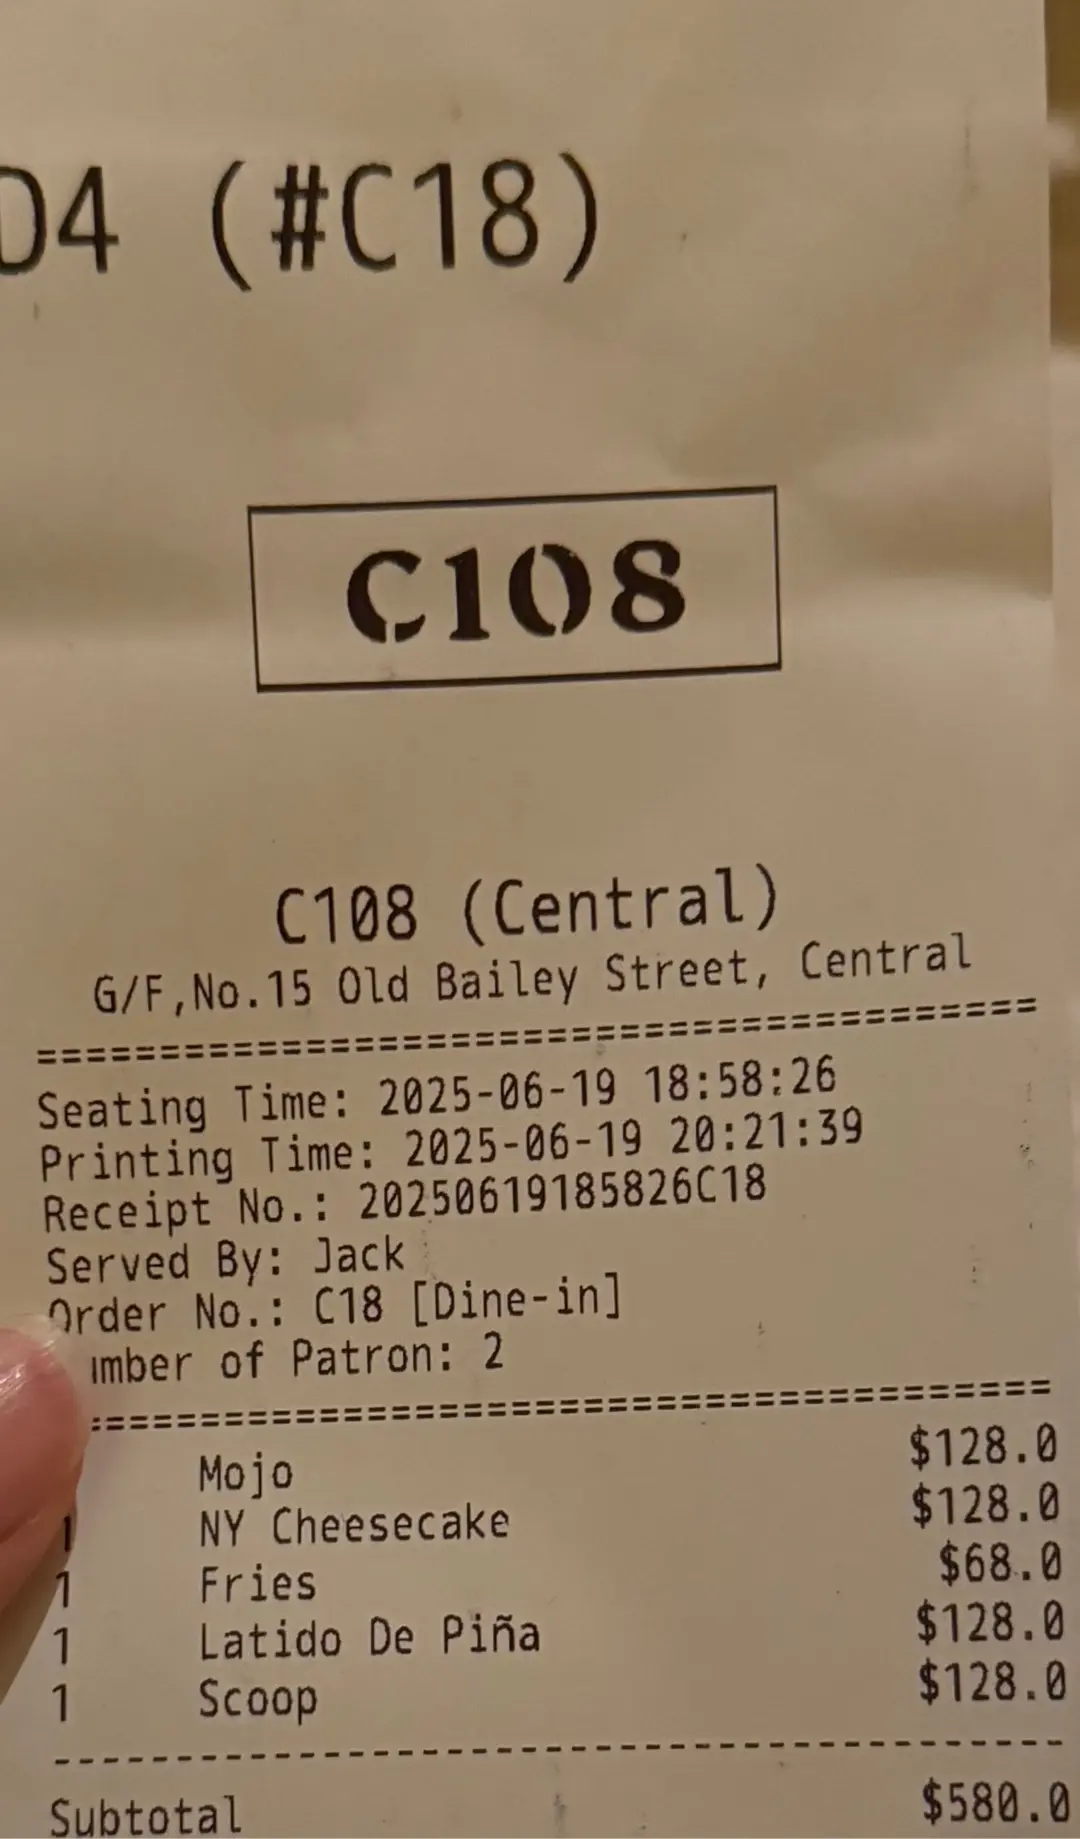 D4 (#C18)
C108
C108 (Central)
G/F,No.15 Old Bailey Street, Central
========================================
Seating Time: 2025-06-19 18:58:26
Printing Time: 2025-06-19 20:21:39
Receipt No.: 20250619185826C18
Served By: Jack
Order No.: C18 [Dine-in]
umber of Patron: 2
========================================
Mojo $128.0
1 NY Cheesecake $128.0
1 Fries $68.0
1 Latido De Piña $128.0
1 Scoop $128.0
----------------------------------------
Subtotal $580.0